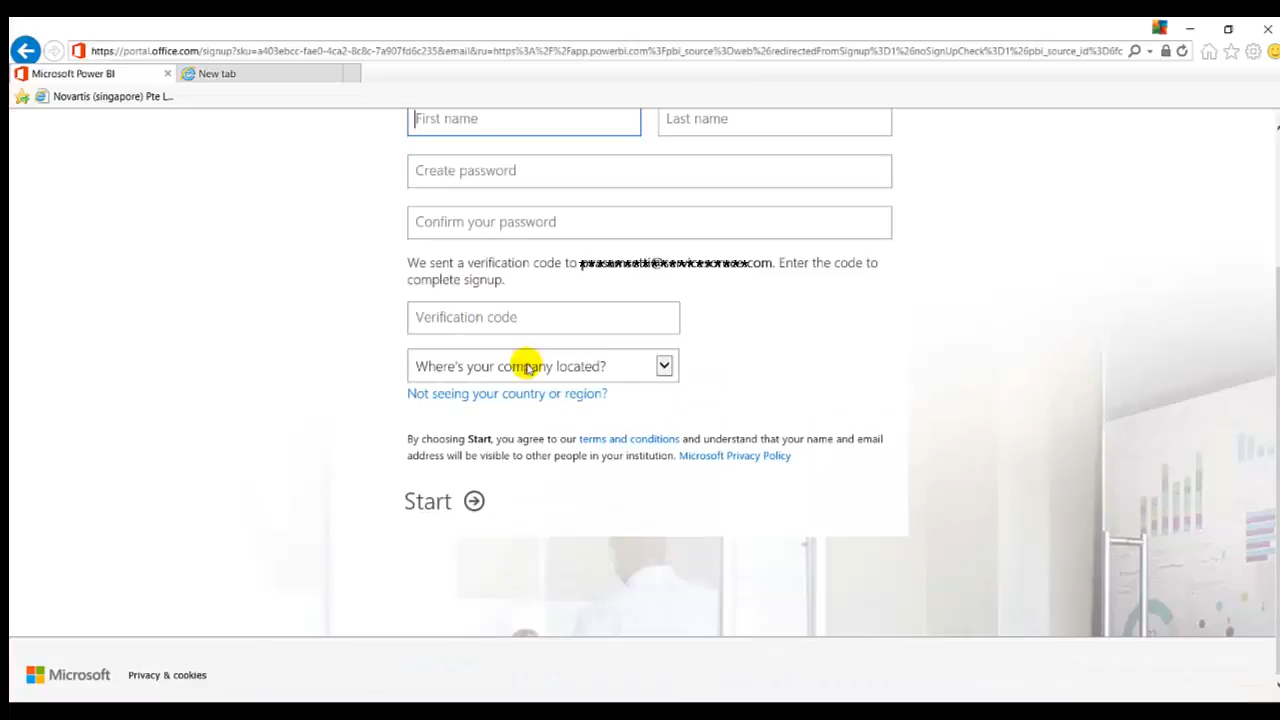 https://portal.office.com/signup?sku=a403ebcc-fae0-4ca2-8c8c-7a907fd6c235&email&ru=https%3A%2F%2Fapp.powerbi.com%3Fpbi_source%3Dweb%26redirectedFromSignup%3D1%26noSignUpCheck%3D1%26pbi_source_id%3D6fc
Microsoft Power BI
New tab
Novartis (singapore) Pte L...
First name
Last name
Create password
Confirm your password
We sent a verification code to com. Enter the code to
complete signup.
Verification code
Where's your company located?
Not seeing your country or region?
By choosing Start, you agree to our terms and conditions and understand that your name and email
address will be visible to other people in your institution. Microsoft Privacy Policy
Start
Microsoft
Privacy & cookies